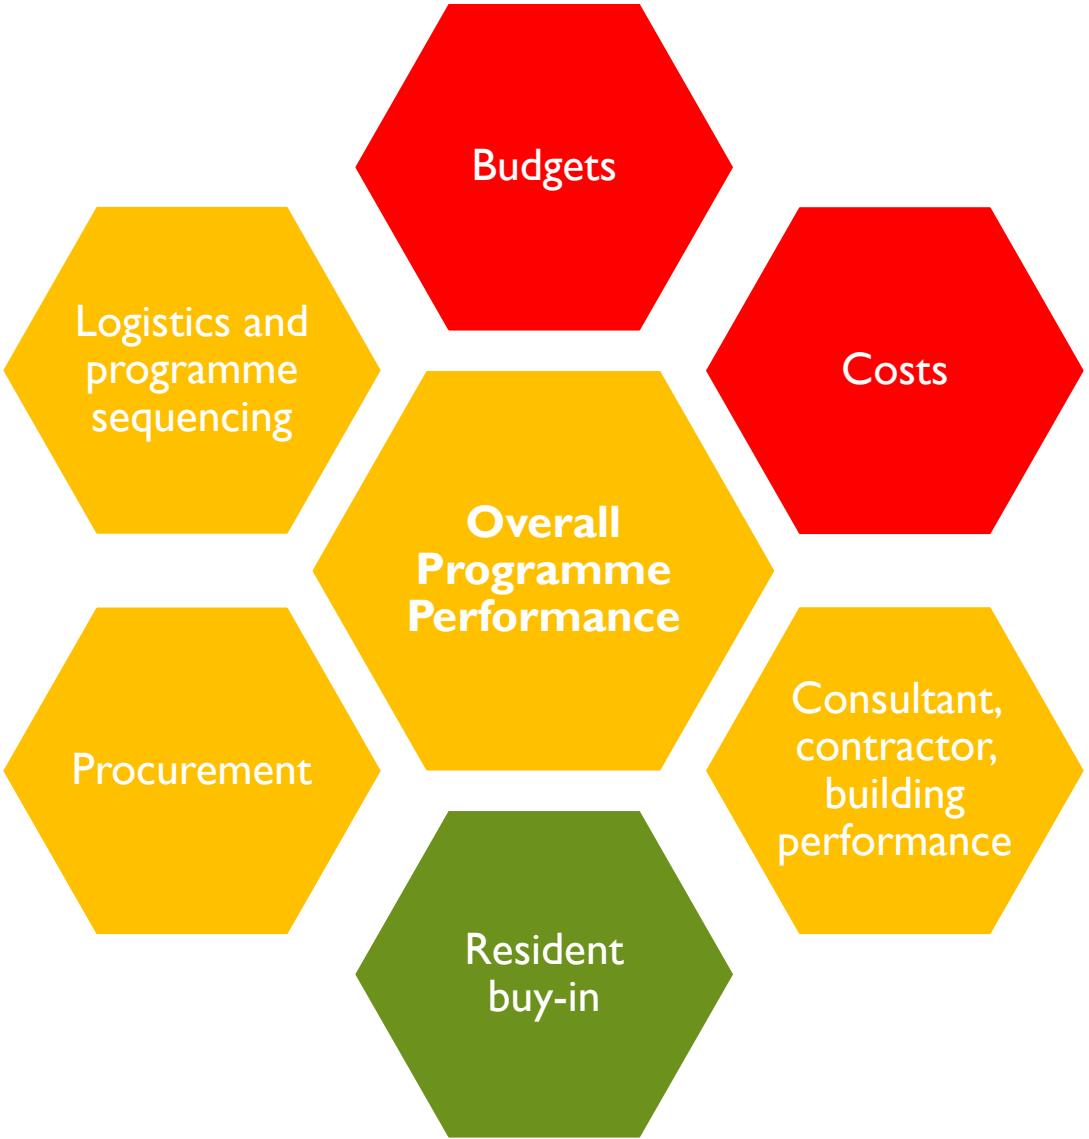 Budgets
Logistics and
programme
sequencing
Costs
Overall
Programme
Performance
Procurement
Consultant,
contractor,
building
performance
Resident
buy-in